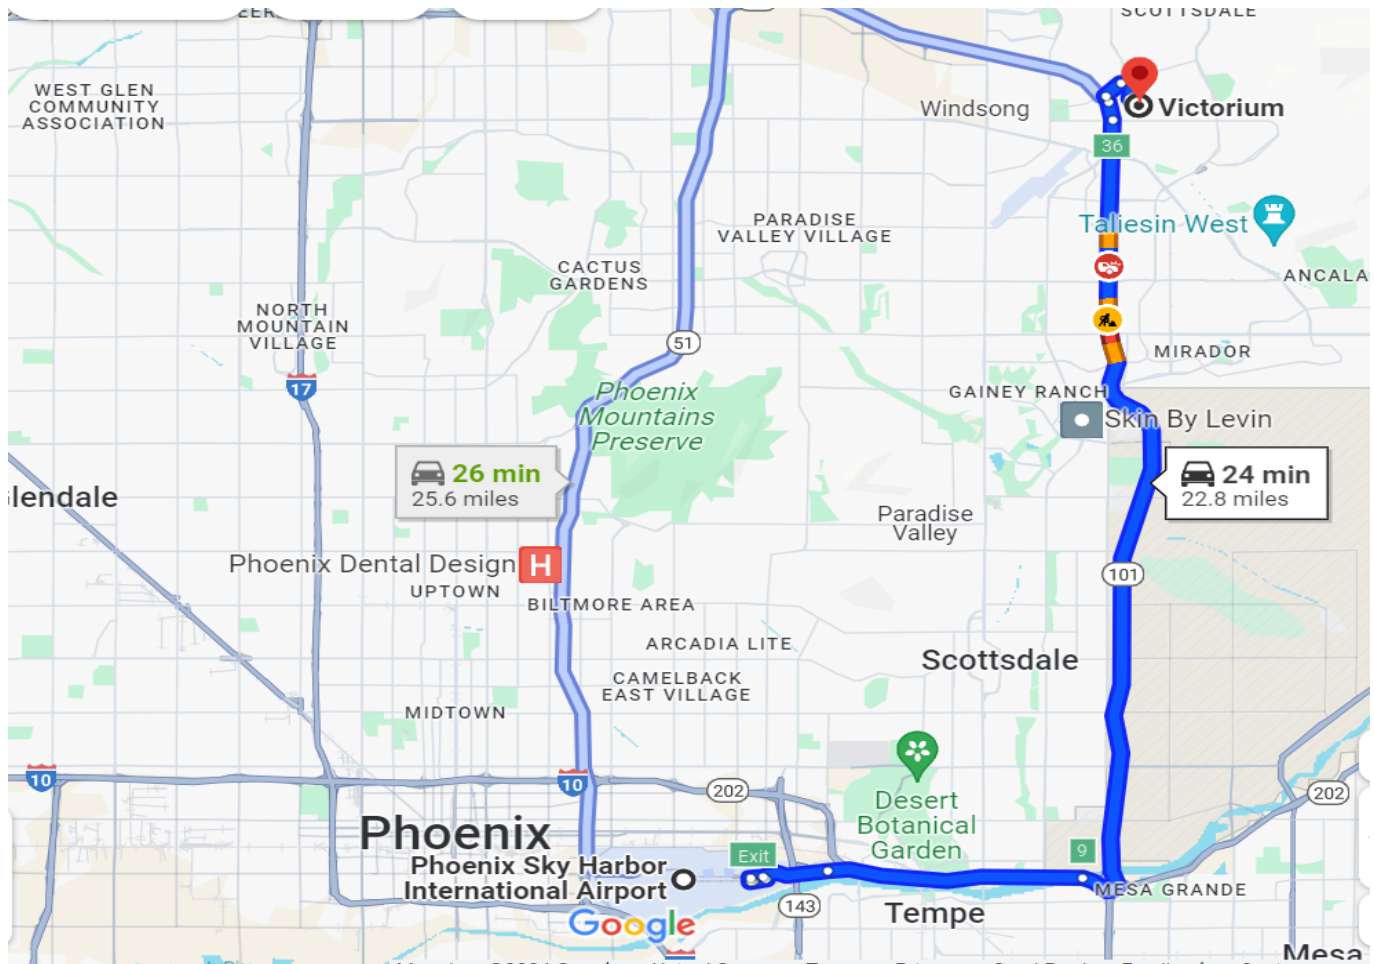 SCOTTSDALE
WEST GLEN
COMMUNITY
ASSOCIATION
Windsong
Victorium
36
Taliesin West
PARADISE
VALLEY VILLAGE
CACTUS
GARDENS
ANCALA
NORTH
MOUNTAIN
VILLAGE
51
MIRADOR
17
GAINEY RANCH
Phoenix
Mountains
Preserve
Skin By Levin
26 min
25.6 miles
24 min
22.8 miles
Glendale
Paradise
Valley
Phoenix Dental Design
H
UPTOWN
101
BILTMORE AREA
ARCADIA LITE
Scottsdale
CAMELBACK
EAST VILLAGE
MIDTOWN
10
10
202
202
Desert
Botanical
Garden
Phoenix
Exit
9
Phoenix Sky Harbor
International Airport
MESA GRANDE
143
Tempe
Google
Mesa